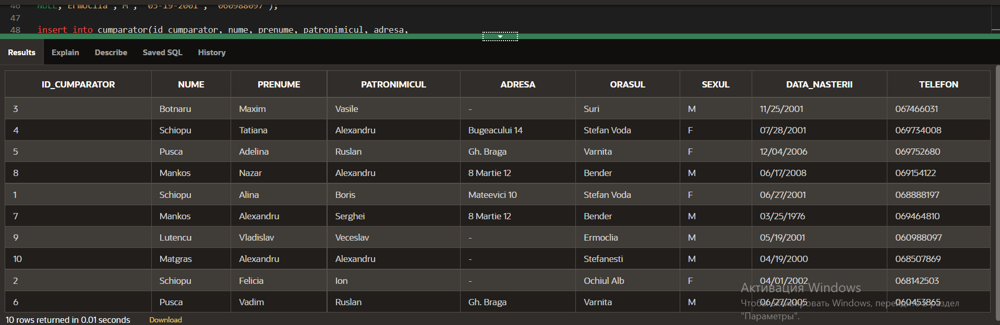 46 NULL, 'Ermoclia', 'M', '05-19-2001', '060988097');
47
48 insert into cumparator(id_cumparator, nume, prenume, patronimicul, adresa,
Results Explain Describe Saved SQL History
ID_CUMPARATOR NUME PRENUME PATRONIMICUL ADRESA ORASUL SEXUL DATA_NASTERII TELEFON
3 Botnaru Maxim Vasile - Suri M 11/25/2001 067466031
4 Schiopu Tatiana Alexandru Bugeacului 14 Stefan Voda F 07/28/2001 069734008
5 Pusca Adelina Ruslan Gh. Braga Varnita F 12/04/2006 069752680
8 Mankos Nazar Alexandru 8 Martie 12 Bender M 06/17/2008 069154122
1 Schiopu Alina Boris Mateevici 10 Stefan Voda F 06/27/2001 068888197
7 Mankos Alexandru Serghei 8 Martie 12 Bender M 03/25/1976 069464810
9 Lutencu Vladislav Veceslav - Ermoclia M 05/19/2001 060988097
10 Matgras Alexandru Alexandru - Stefanesti M 04/19/2000 068507869
2 Schiopu Felicia Ion - Ochiul Alb F 04/01/2002 068142503
6 Pusca Vadim Ruslan Gh. Braga Varnita M 06/27/2005 060453865
10 rows returned in 0.01 seconds Download
Активация Windows
Чтобы активировать Windows, перейдите в раздел
"Параметры".